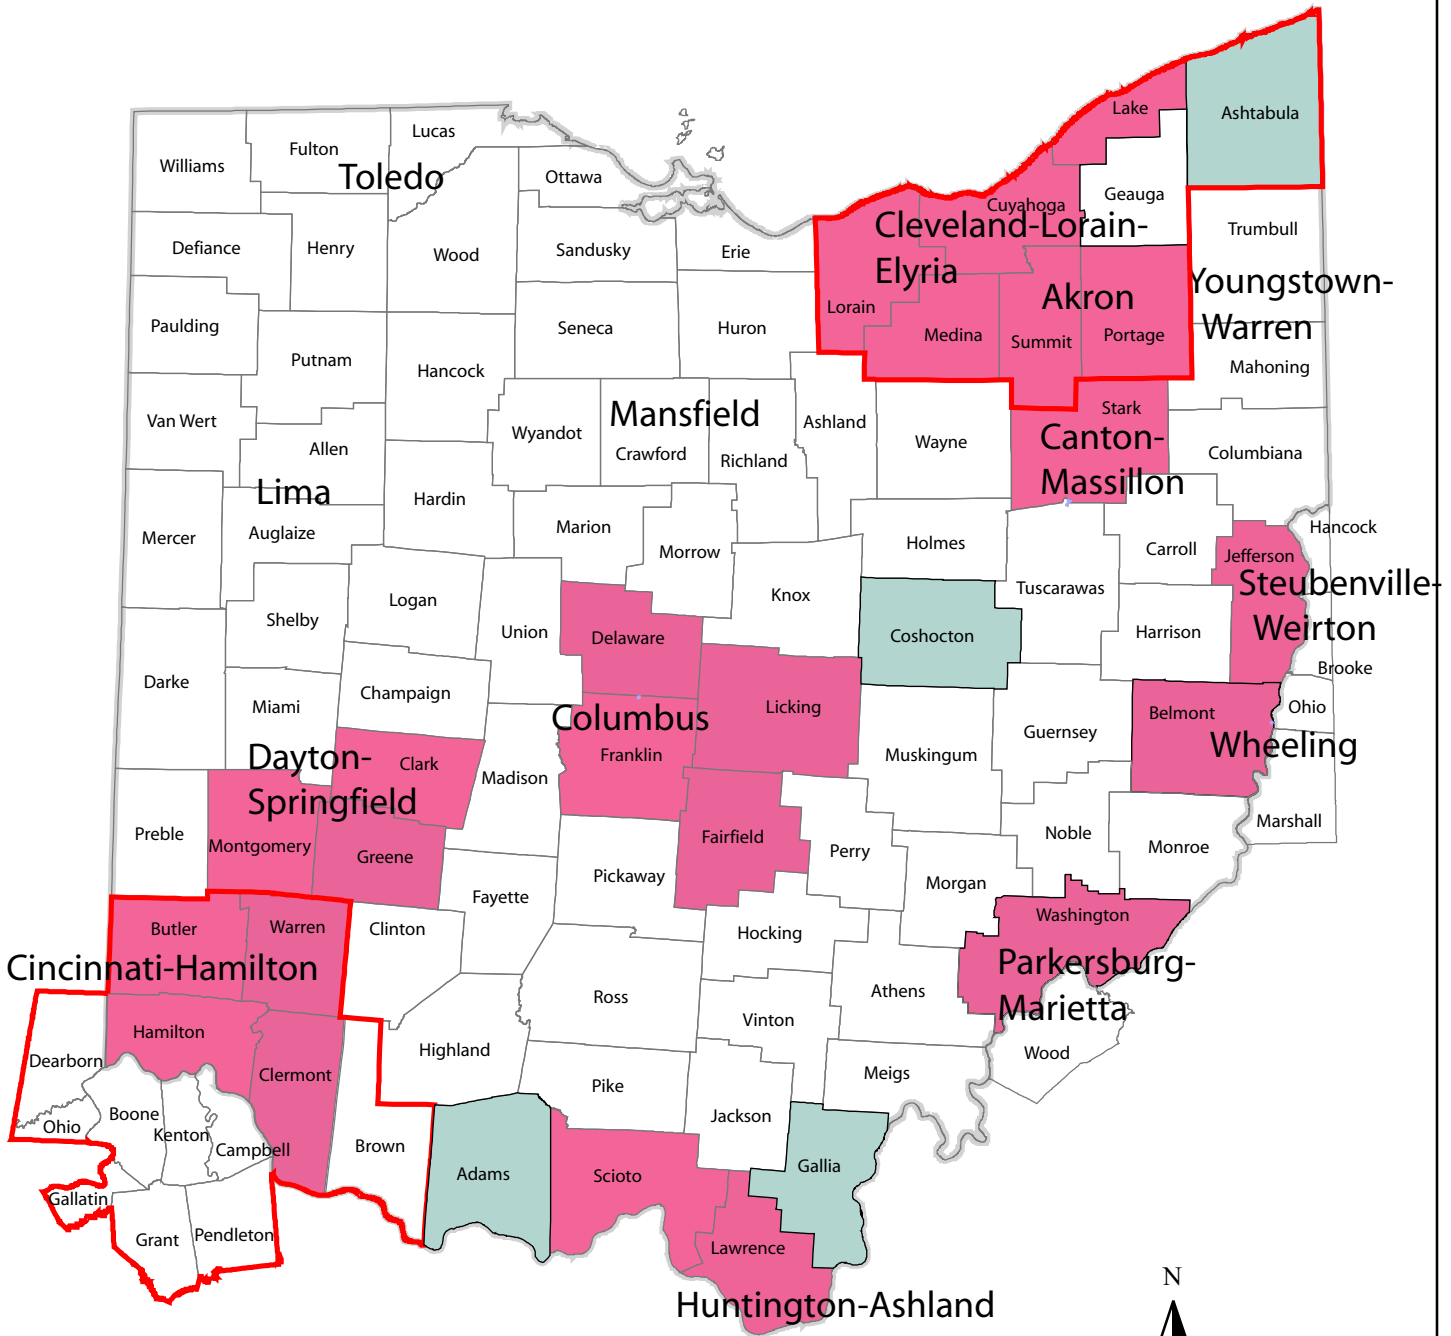 Lake
Ashtabula
Lucas
Fulton
Williams
Toledo
Ottawa
Geauga
Cuyahoga
Cleveland-Lorain-
Elyria
Trumbull
Defiance
Henry
Wood
Sandusky
Erie
Youngstown-
Warren
Akron
Lorain
Medina
Summit
Portage
Paulding
Seneca
Huron
Putnam
Hancock
Mahoning
Van Wert
Mansfield
Stark
Ashland
Wyandot
Crawford
Richland
Wayne
Canton-
Massillon
Columbiana
Allen
Lima
Hardin
Auglaize
Mercer
Marion
Morrow
Holmes
Carroll
Hancock
Jefferson
Steubenville-
Weirton
Logan
Shelby
Knox
Tuscarawas
Union
Delaware
Coshocton
Harrison
Brooke
Darke
Champaign
Miami
Columbus
Licking
Belmont
Ohio
Wheeling
Guernsey
Muskingum
Franklin
Dayton-
Springfield
Clark
Madison
Marshall
Preble
Montgomery
Greene
Fairfield
Perry
Noble
Monroe
Pickaway
Morgan
Fayette
Washington
Butler
Warren
Clinton
Hocking
Cincinnati-Hamilton
Parkersburg-
Marietta
Ross
Athens
Vinton
Hamilton
Highland
Wood
Dearborn
Clermont
Pike
Meigs
Boone
Jackson
Ohio
Kenton
Campbell
Brown
Adams
Scioto
Gallia
Gallatin
Grant
Pendleton
Lawrence
N
Huntington-Ashland